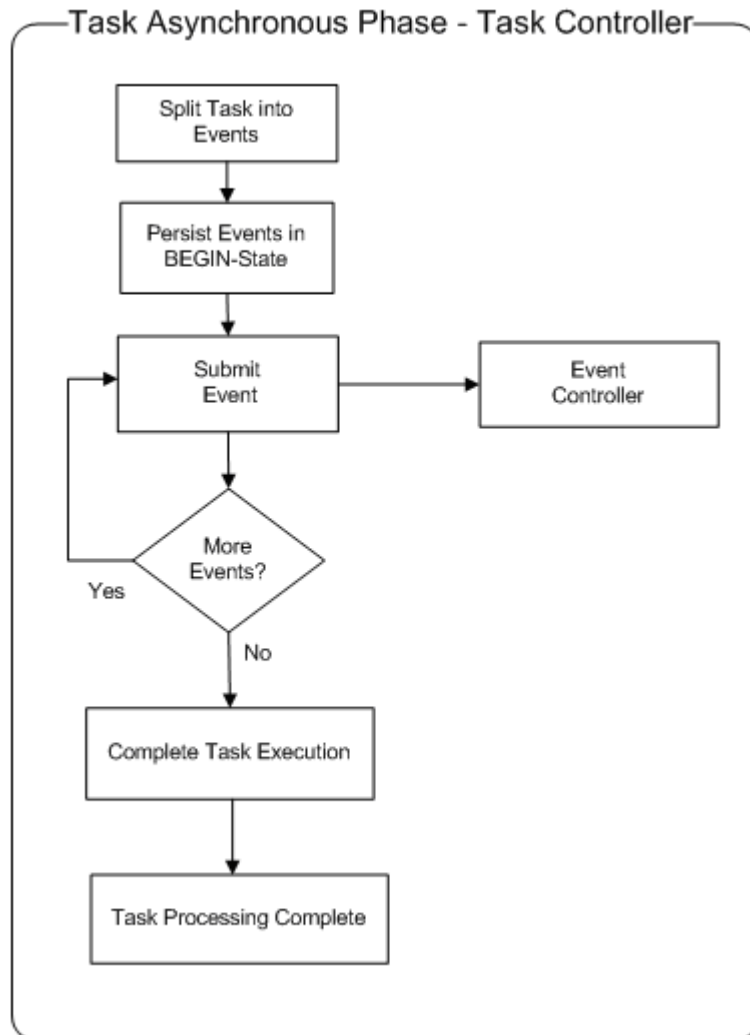 Task Asynchronous Phase - Task Controller
Split Task into
Events
Persist Events in
BEGIN-State
Submit
Event
Event
Controller
More
Events?
Yes
No
Complete Task Execution
Task Processing Complete